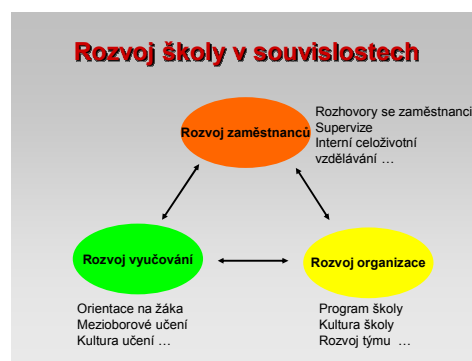 Rozvoj školy v souvislostech
Rozvoj zaměstnanců
Rozhovory se zaměstnanci
Supervize
Interní celoživotní
vzdělávání …
Rozvoj vyučování
Rozvoj organizace
Orientace na žáka
Mezioborové učení
Kultura učení …
Program školy
Kultura školy
Rozvoj týmu …